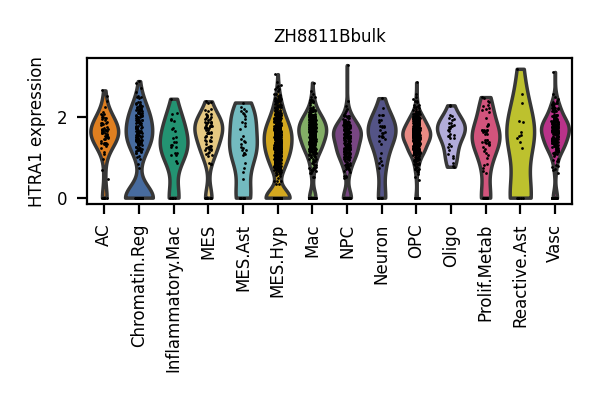 ZH8811Bbulk
HTRA1 expression
2
0
AC
Chromatin.Reg
Inflammatory.Mac
MES
MES.Ast
MES.Hyp
Mac
NPC
Neuron
OPC
Oligo
Prolif.Metab
Reactive.Ast
Vasc